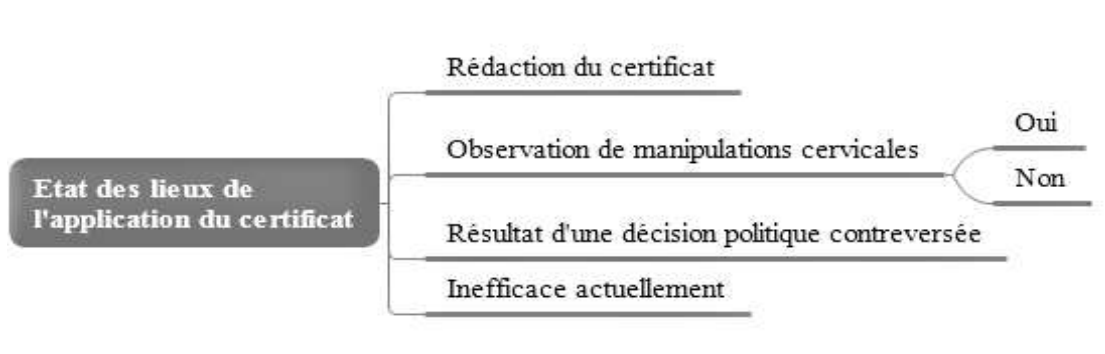 Etat des lieux de
l'application du certificat
Rédaction du certificat
Observation de manipulations cervicales
Oui
Non
Résultat d'une décision politique contreversée
Inefficace actuellement